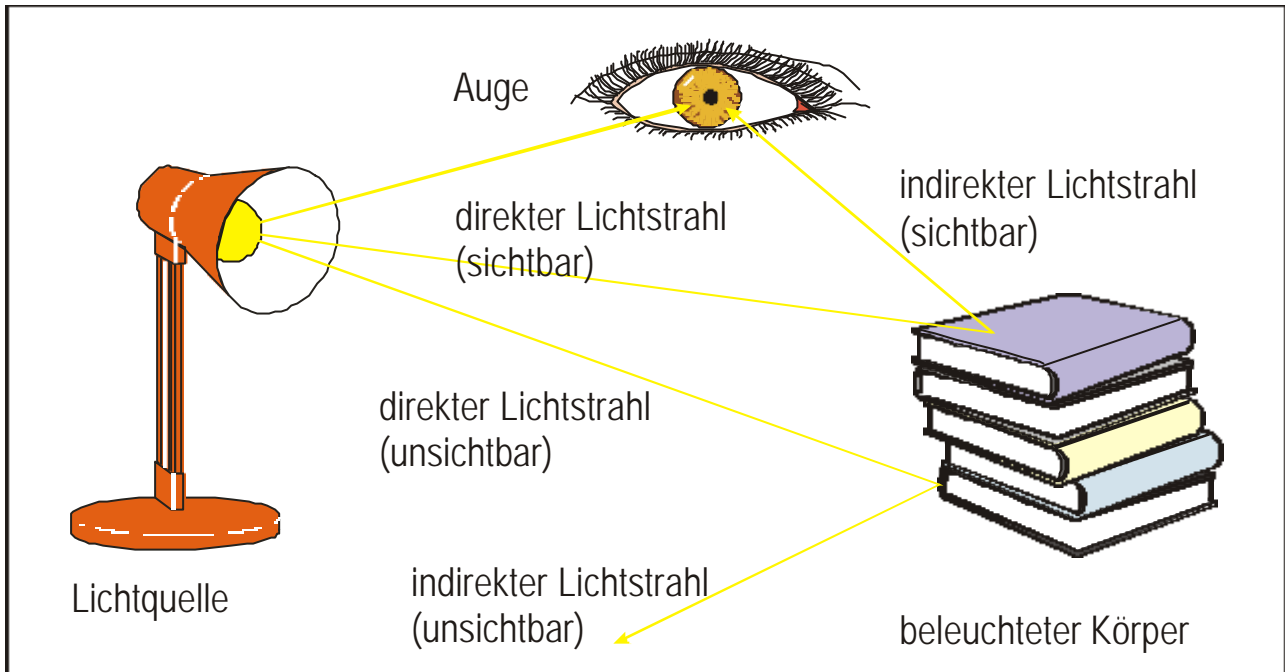 Auge
direkter Lichtstrahl
(sichtbar)
indirekter Lichtstrahl
(sichtbar)
direkter Lichtstrahl
(unsichtbar)
Lichtquelle
indirekter Lichtstrahl
(unsichtbar)
beleuchteter Körper